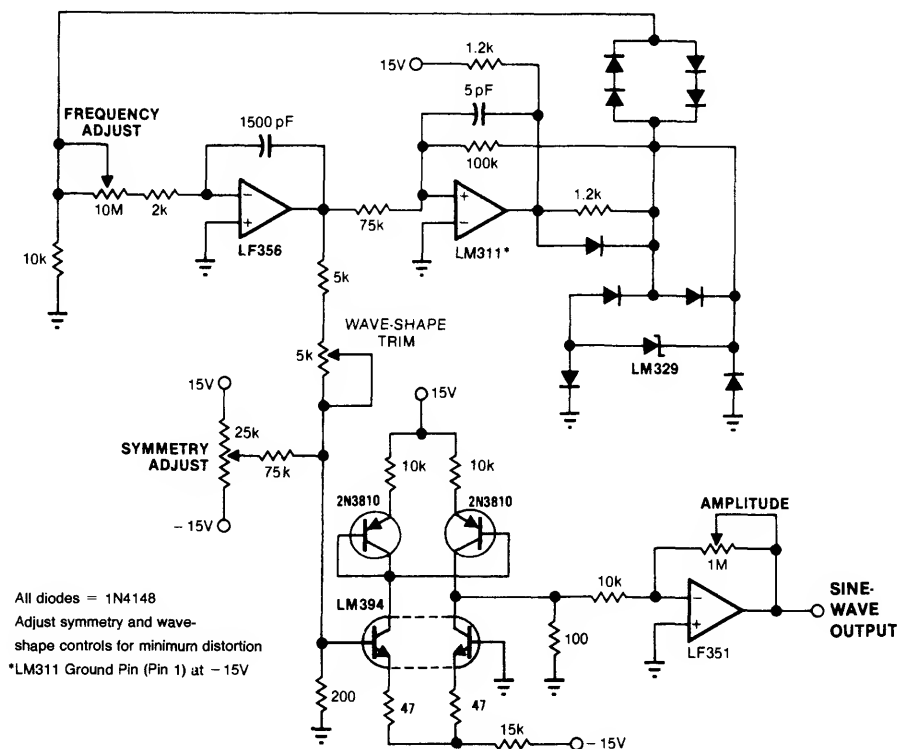 1.2k
15V
5 pF
FREQUENCY
ADJUST
1500 pF
100k
-
+
10M
2k
LF356
75k
+
-
LM311*
1.2k
10k
5k
WAVE-SHAPE
TRIM
5k
LM329
15V
25k
SYMMETRY
ADJUST
75k
- 15V
15V
10k
10k
2N3810
2N3810
AMPLITUDE
1M
10k
-
+
LF351
SINE-
WAVE
OUTPUT
LM394
100
200
47
47
15k
- 15V
All diodes = 1N4148
Adjust symmetry and wave-
shape controls for minimum distortion
*LM311 Ground Pin (Pin 1) at -15V